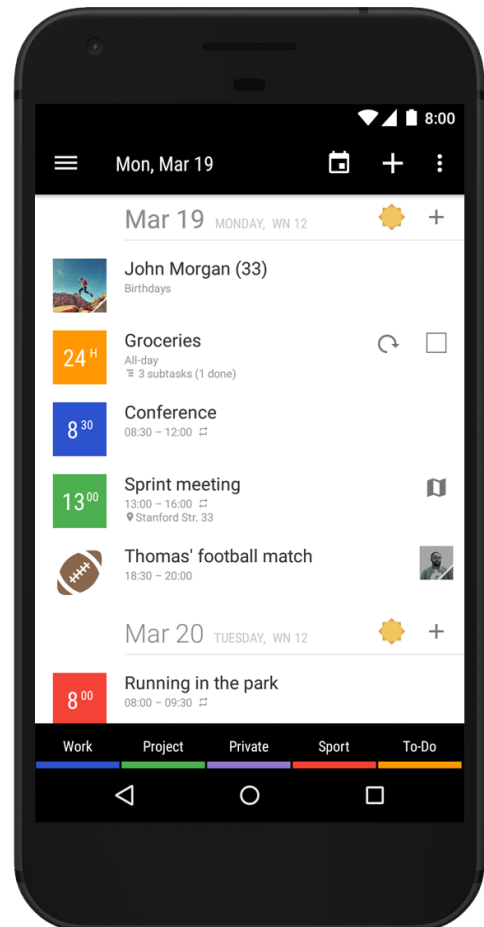 8:00
Mon, Mar 19
Mar 19 MONDAY, WN 12
John Morgan (33)
Birthdays
24 H
Groceries
All-day
3 subtasks (1 done)
8 30
Conference
08:30 – 12:00
13 00
Sprint meeting
13:00 – 16:00
Stanford Str. 33
Thomas' football match
18:30 – 20:00
Mar 20 TUESDAY, WN 12
8 00
Running in the park
08:00 – 09:30
Work Project Private Sport To-Do